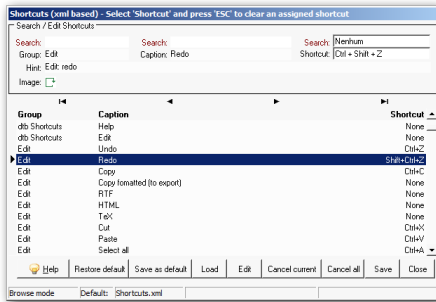 Shortcuts (xml based) - Select 'Shortcut' and press 'ESC' to clear an assigned shortcut
Search / Edit Shortcuts
Search: Search: Search: Nenhum
Group: Edit Caption: Redo Shortcut: Ctrl + Shift + Z
Hint: Edit: redo
Image:
Group Caption Shortcut
dtb Shortcuts Help None
dtb Shortcuts Edit None
Edit Undo Ctrl+Z
Edit Redo Shift+Ctrl+Z
Edit Copy Ctrl+C
Edit Copy fomatted (to export) None
Edit RTF None
Edit HTML None
Edit TeX None
Edit Cut Ctrl+X
Edit Paste Ctrl+V
Edit Select all Ctrl+A
Help Restore default Save as default Load Edit Cancel current Cancel all Save Close
Browse mode Default: Shortcuts.xml